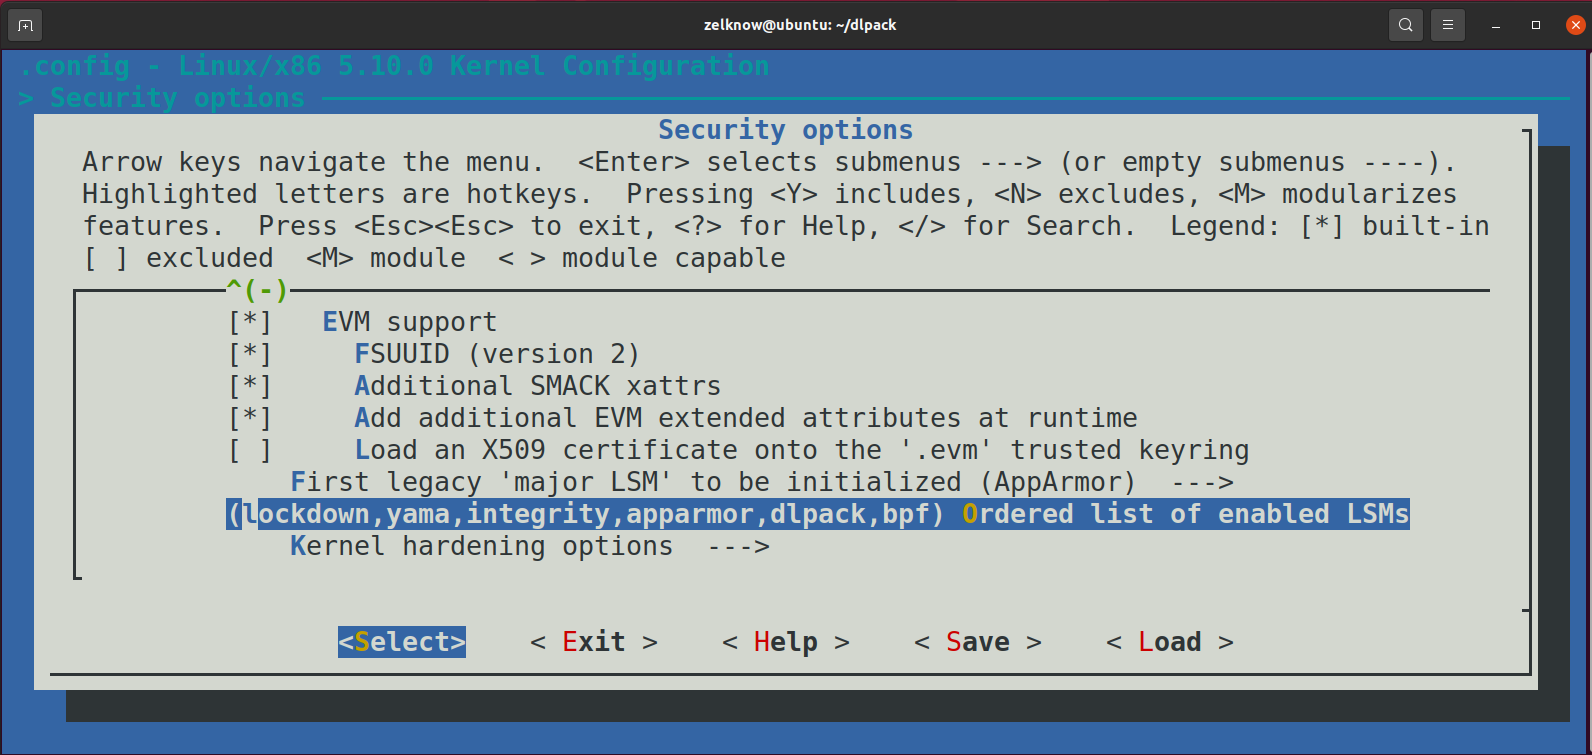 zelknow@ubuntu: ~/dlpack
.config - Linux/x86 5.10.0 Kernel Configuration
> Security options
Security options
Arrow keys navigate the menu.  <Enter> selects submenus ---> (or empty submenus ----).
Highlighted letters are hotkeys.  Pressing <Y> includes, <N> excludes, <M> modularizes
features.  Press <Esc><Esc> to exit, <?> for Help, </> for Search.  Legend: [*] built-in
[ ] excluded  <M> module  < > module capable
^(-)
[*]   EVM support
[*]     FSUUID (version 2)
[*]     Additional SMACK xattrs
[*]     Add additional EVM extended attributes at runtime
[ ]     Load an X509 certificate onto the '.evm' trusted keyring
First legacy 'major LSM' to be initialized (AppArmor)  --->
(lockdown,yama,integrity,apparmor,dlpack,bpf) Ordered list of enabled LSMs
Kernel hardening options  --->
<Select>    < Exit >    < Help >    < Save >    < Load >